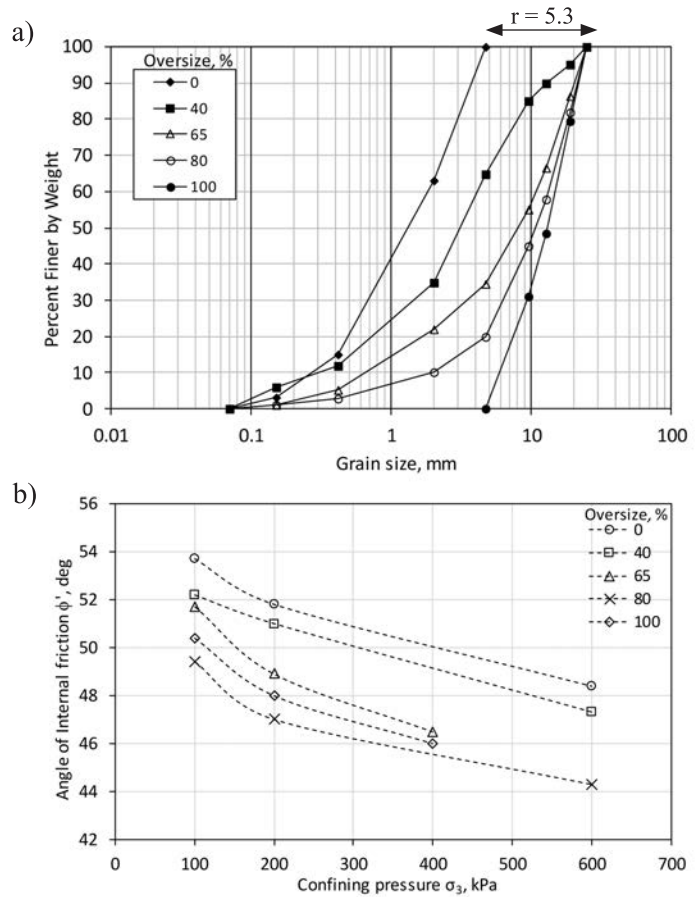 r = 5.3
a)
100
90
80
70
60
50
40
30
20
10
0
Percent Finer by Weight
Oversize, %
0
40
65
80
100
0.01 0.1 1 10 100
Grain size, mm
b)
56
54
52
50
48
46
44
42
Angle of Internal friction ϕ', deg
Oversize, %
0
40
65
80
100
0 100 200 300 400 500 600 700
Confining pressure σ3, kPa